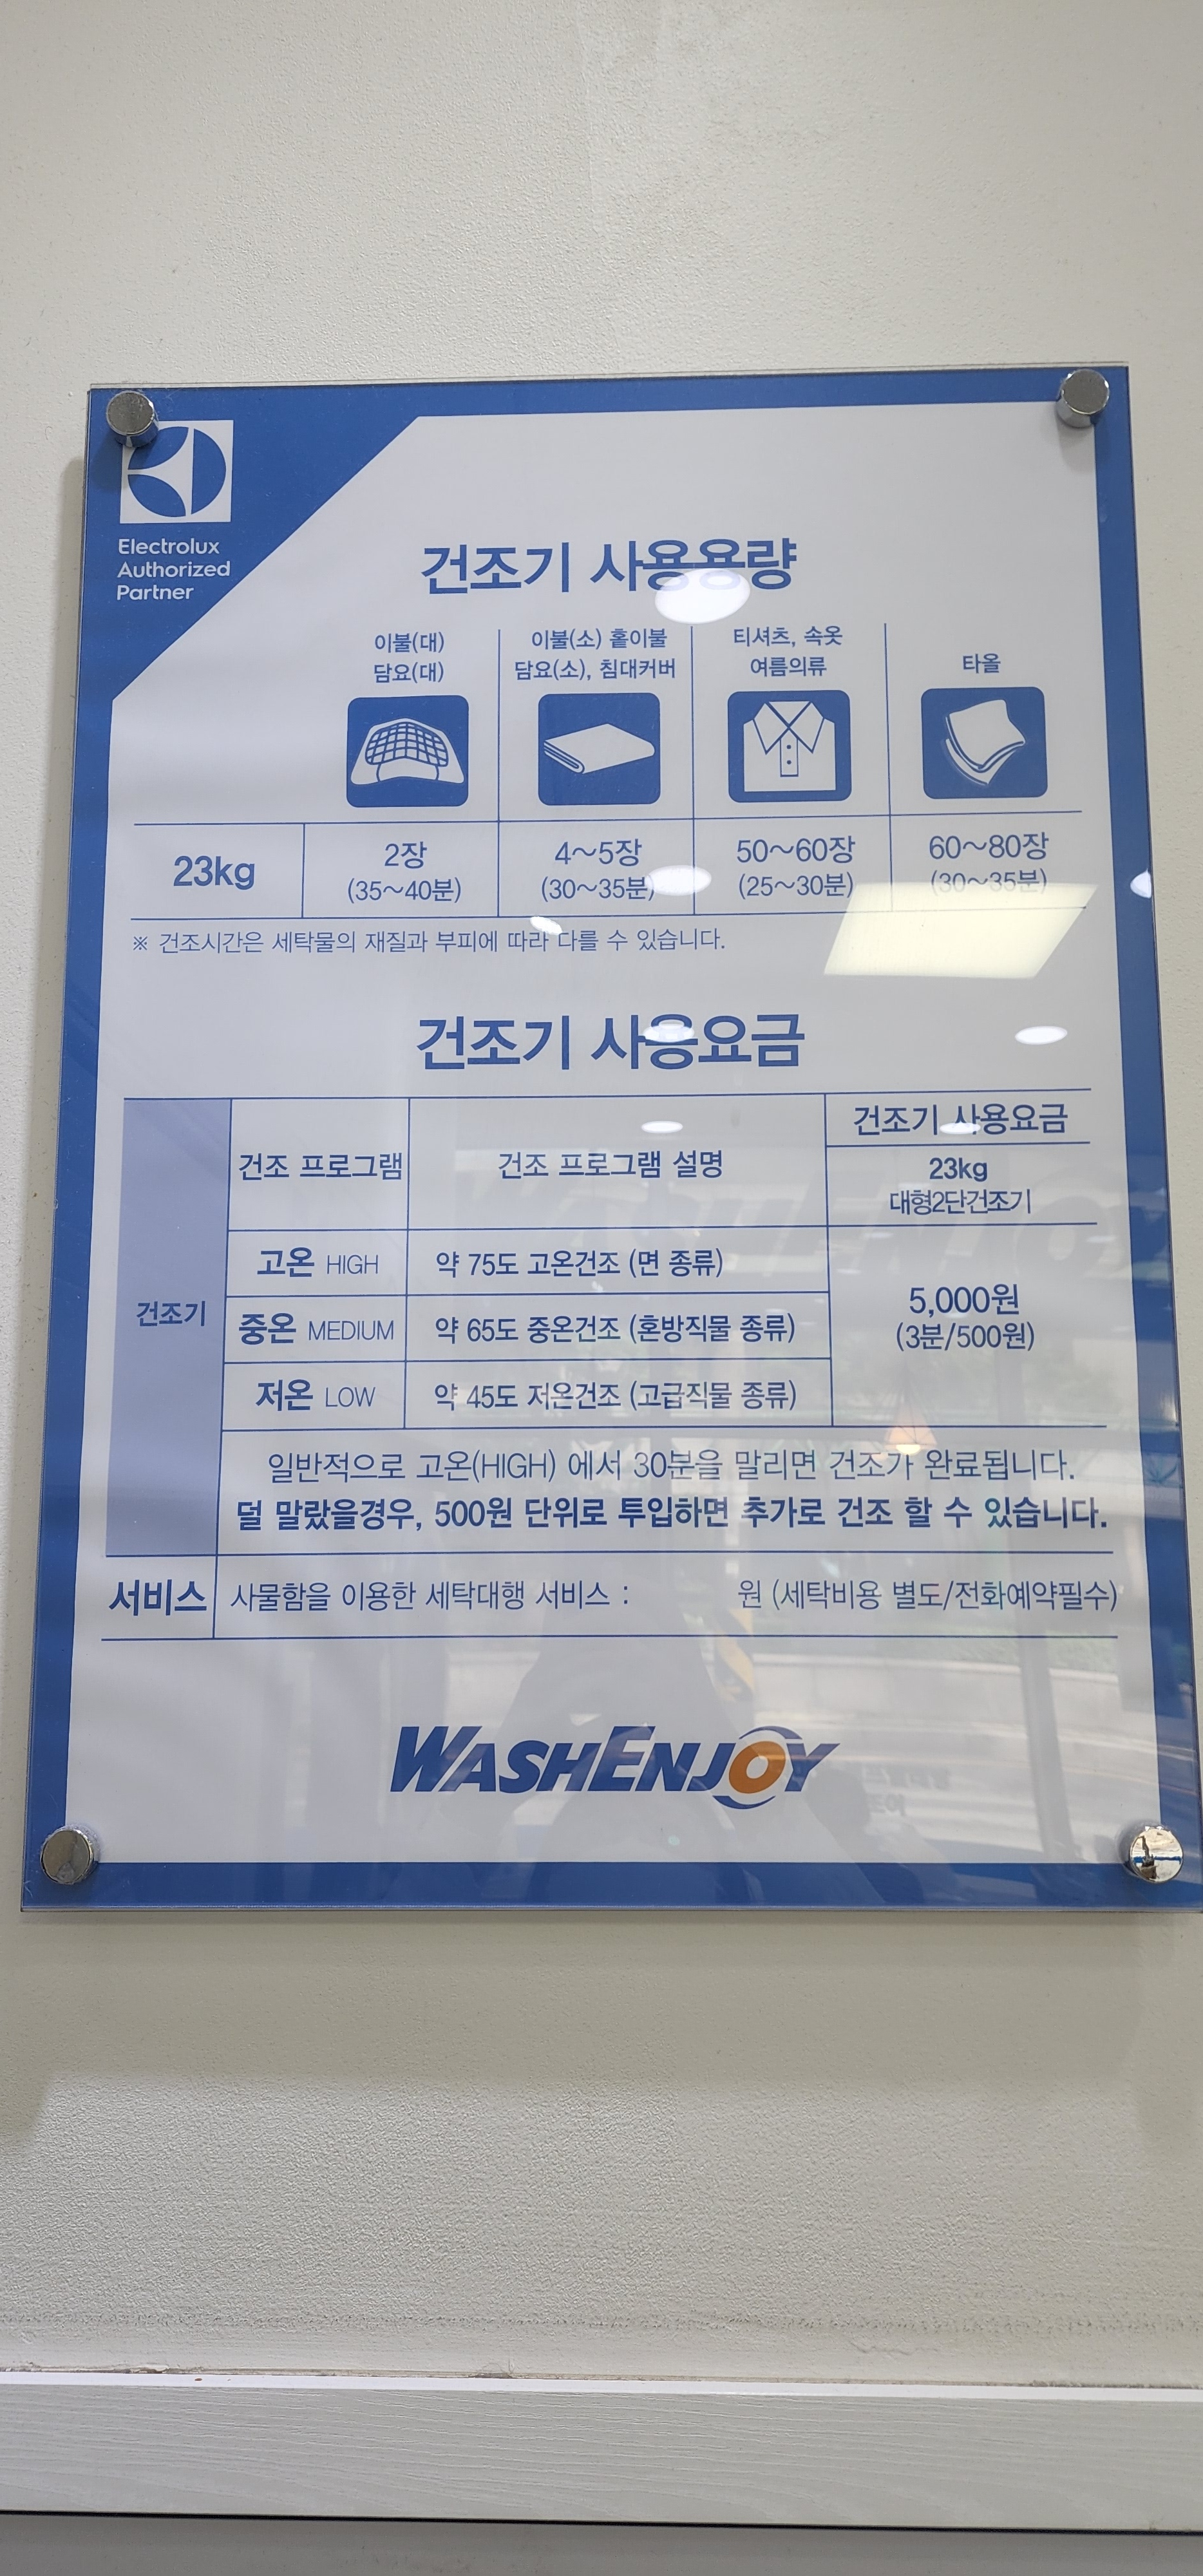 Electrolux
Authorized
Partner
건조기 사용용량
이불(대)
담요(대)
이불(소) 홑이불
담요(소), 침대커버
티셔츠, 속옷
여름의류
타올
23kg
2장
(35~40분)
4~5장
(30~35분)
50~60장
(25~30분)
60~80장
(30~35분)
※ 건조시간은 세탁물의 재질과 부피에 따라 다를 수 있습니다.
건조기 사용요금
건조기
건조 프로그램
건조 프로그램 설명
건조기 사용요금
23kg
대형2단건조기
고온 HIGH
약 75도 고온건조 (면 종류)
중온 MEDIUM
약 65도 중온건조 (혼방직물 종류)
저온 LOW
약 45도 저온건조 (고급직물 종류)
5,000원
(3분/500원)
일반적으로 고온(HIGH) 에서 30분을 말리면 건조가 완료됩니다.
덜 말랐을경우, 500원 단위로 투입하면 추가로 건조 할 수 있습니다.
서비스
사물함을 이용한 세탁대행 서비스 : 원 (세탁비용 별도/전화예약필수)
WASHENJOY